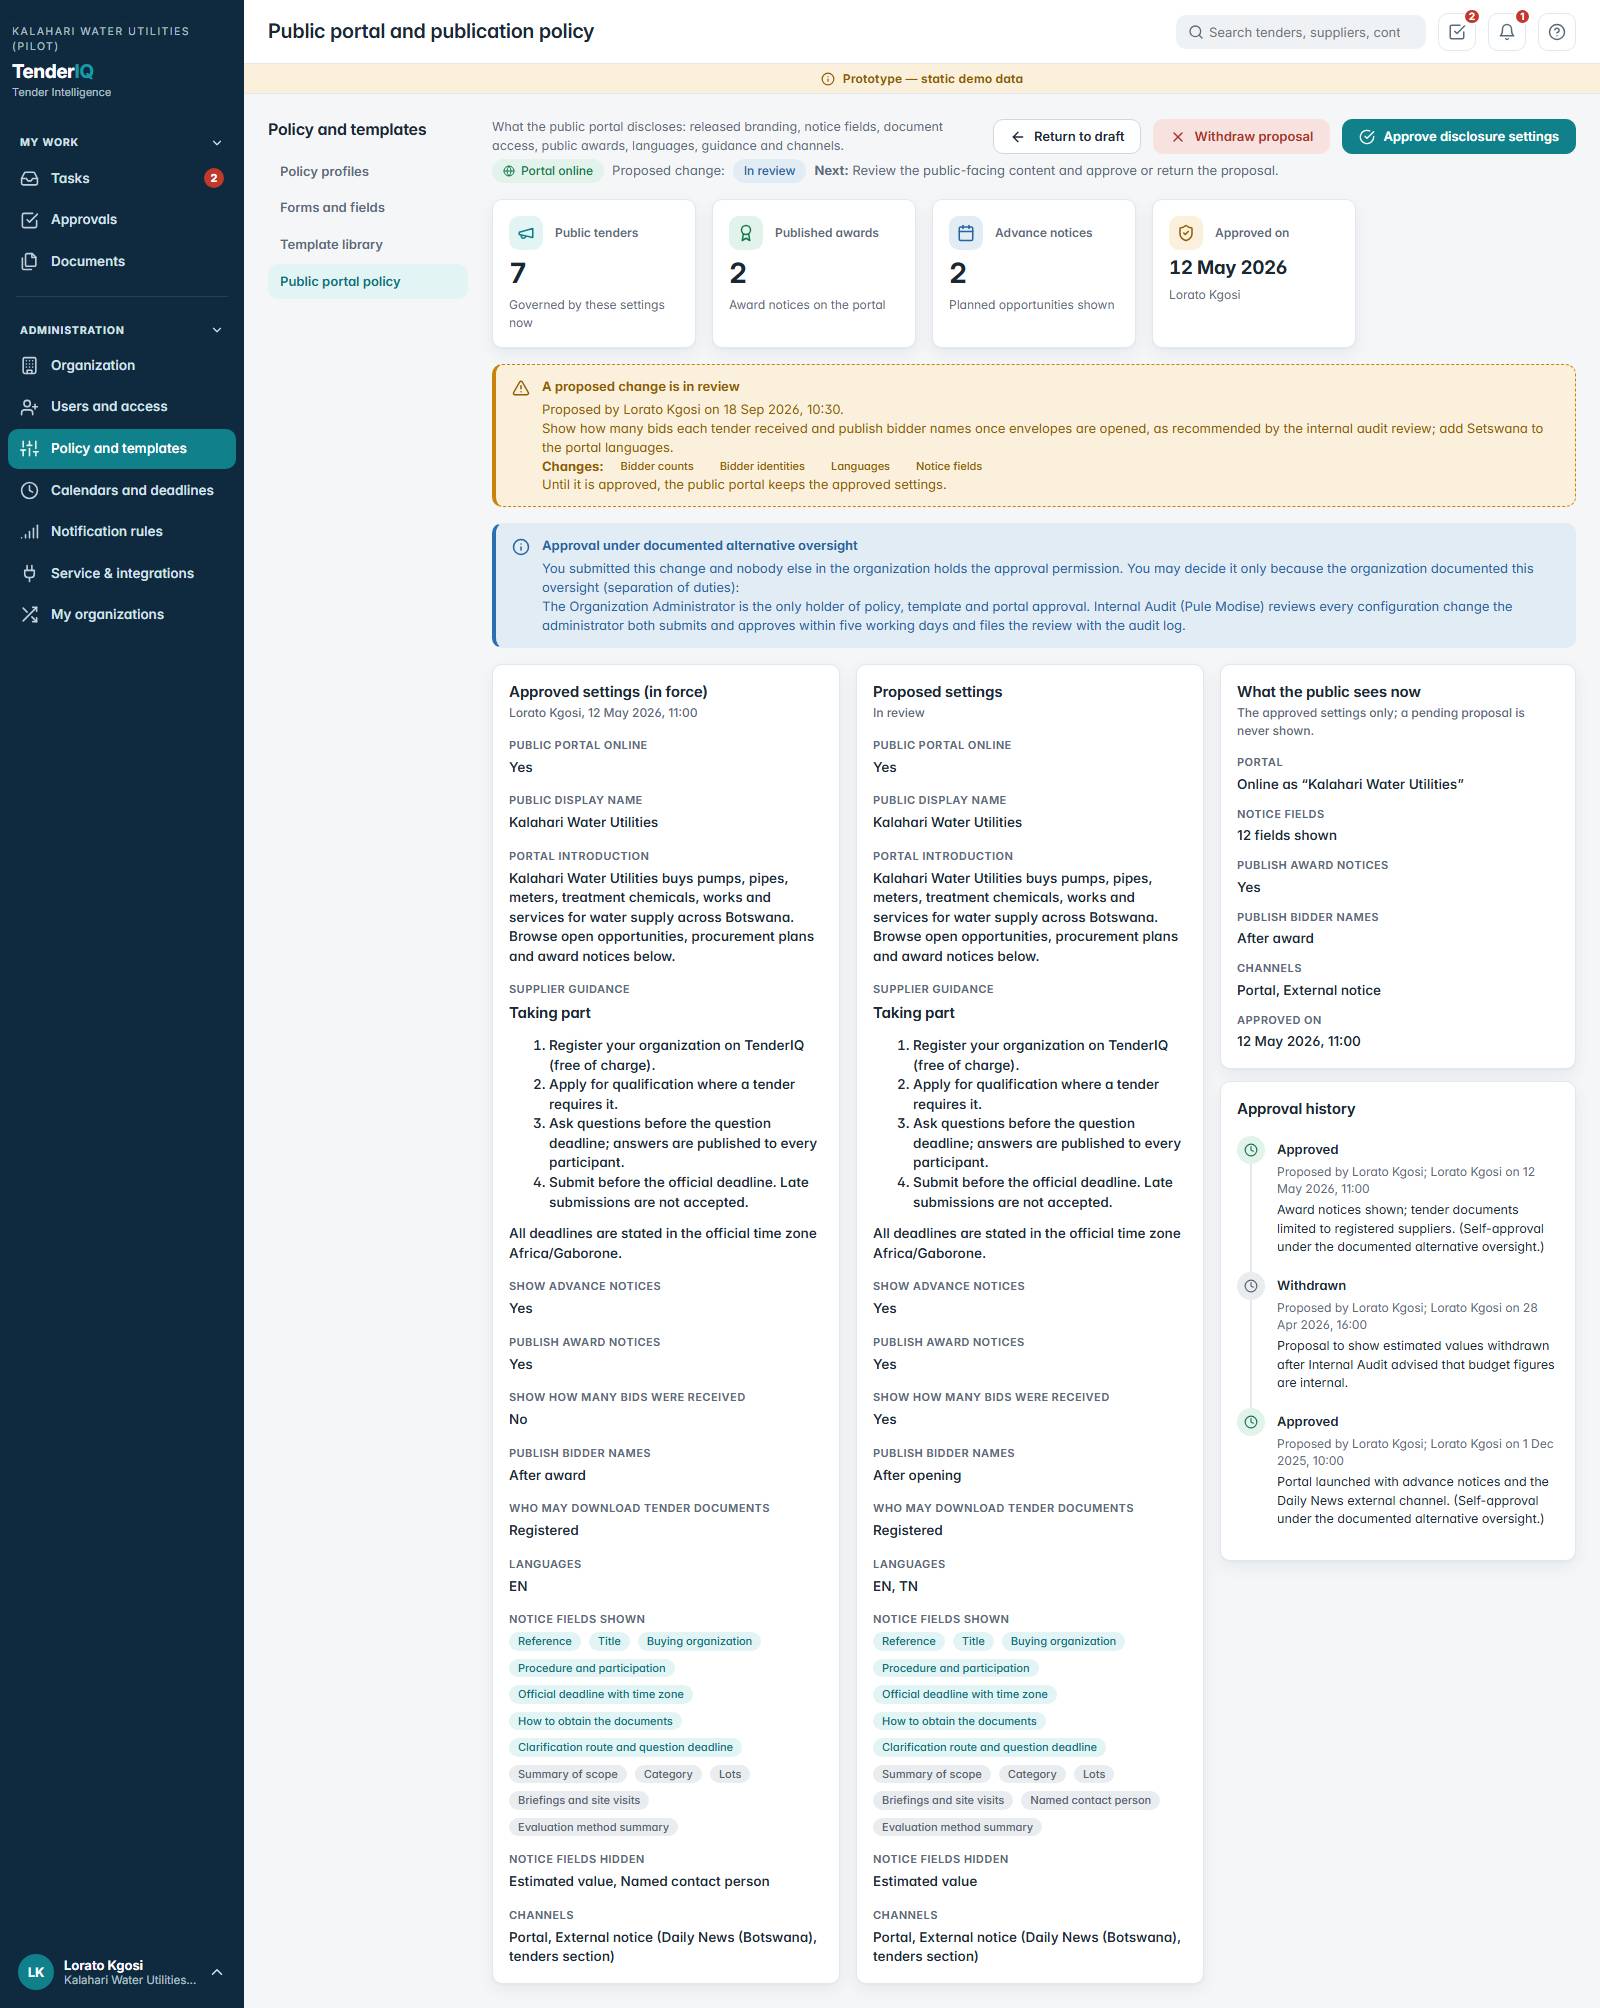 KALAHARI WATER UTILITIES
(PILOT)
TenderIQ
Tender Intelligence
MY WORK
Tasks
2
Approvals
Documents
ADMINISTRATION
Organization
Users and access
Policy and templates
Calendars and deadlines
Notification rules
Service & integrations
My organizations
LK
Lorato Kgosi
Kalahari Water Utilities...
Public portal and publication policy
Search tenders, suppliers, cont
2
1
Prototype — static demo data
Policy and templates
Policy profiles
Forms and fields
Template library
Public portal policy
What the public portal discloses: released branding, notice fields, document
access, public awards, languages, guidance and channels.
Return to draft
Withdraw proposal
Approve disclosure settings
Portal online
Proposed change:
In review
Next: Review the public-facing content and approve or return the proposal.
Public tenders
7
Governed by these settings
now
Published awards
2
Award notices on the portal
Advance notices
2
Planned opportunities shown
Approved on
12 May 2026
Lorato Kgosi
A proposed change is in review
Proposed by Lorato Kgosi on 18 Sep 2026, 10:30.
Show how many bids each tender received and publish bidder names once envelopes are opened, as recommended by the internal audit review; add Setswana to
the portal languages.
Changes: Bidder counts Bidder identities Languages Notice fields
Until it is approved, the public portal keeps the approved settings.
Approval under documented alternative oversight
You submitted this change and nobody else in the organization holds the approval permission. You may decide it only because the organization documented this
oversight (separation of duties):
The Organization Administrator is the only holder of policy, template and portal approval. Internal Audit (Pule Modise) reviews every configuration change the
administrator both submits and approves within five working days and files the review with the audit log.
Approved settings (in force)
Lorato Kgosi, 12 May 2026, 11:00
PUBLIC PORTAL ONLINE
Yes
PUBLIC DISPLAY NAME
Kalahari Water Utilities
PORTAL INTRODUCTION
Kalahari Water Utilities buys pumps, pipes,
meters, treatment chemicals, works and
services for water supply across Botswana.
Browse open opportunities, procurement plans
and award notices below.
SUPPLIER GUIDANCE
Taking part
1. Register your organization on TenderIQ
(free of charge).
2. Apply for qualification where a tender
requires it.
3. Ask questions before the question
deadline; answers are published to every
participant.
4. Submit before the official deadline. Late
submissions are not accepted.
All deadlines are stated in the official time zone
Africa/Gaborone.
SHOW ADVANCE NOTICES
Yes
PUBLISH AWARD NOTICES
Yes
SHOW HOW MANY BIDS WERE RECEIVED
No
PUBLISH BIDDER NAMES
After award
WHO MAY DOWNLOAD TENDER DOCUMENTS
Registered
LANGUAGES
EN
NOTICE FIELDS SHOWN
Reference Title Buying organization
Procedure and participation
Official deadline with time zone
How to obtain the documents
Clarification route and question deadline
Summary of scope Category Lots
Briefings and site visits
Evaluation method summary
NOTICE FIELDS HIDDEN
Estimated value, Named contact person
CHANNELS
Portal, External notice (Daily News (Botswana),
tenders section)
Proposed settings
In review
PUBLIC PORTAL ONLINE
Yes
PUBLIC DISPLAY NAME
Kalahari Water Utilities
PORTAL INTRODUCTION
Kalahari Water Utilities buys pumps, pipes,
meters, treatment chemicals, works and
services for water supply across Botswana.
Browse open opportunities, procurement plans
and award notices below.
SUPPLIER GUIDANCE
Taking part
1. Register your organization on TenderIQ
(free of charge).
2. Apply for qualification where a tender
requires it.
3. Ask questions before the question
deadline; answers are published to every
participant.
4. Submit before the official deadline. Late
submissions are not accepted.
All deadlines are stated in the official time zone
Africa/Gaborone.
SHOW ADVANCE NOTICES
Yes
PUBLISH AWARD NOTICES
Yes
SHOW HOW MANY BIDS WERE RECEIVED
Yes
PUBLISH BIDDER NAMES
After opening
WHO MAY DOWNLOAD TENDER DOCUMENTS
Registered
LANGUAGES
EN, TN
NOTICE FIELDS SHOWN
Reference Title Buying organization
Procedure and participation
Official deadline with time zone
How to obtain the documents
Clarification route and question deadline
Summary of scope Category Lots
Briefings and site visits Named contact person
Evaluation method summary
NOTICE FIELDS HIDDEN
Estimated value
CHANNELS
Portal, External notice (Daily News (Botswana),
tenders section)
What the public sees now
The approved settings only; a pending proposal is
never shown.
PORTAL
Online as “Kalahari Water Utilities”
NOTICE FIELDS
12 fields shown
PUBLISH AWARD NOTICES
Yes
PUBLISH BIDDER NAMES
After award
CHANNELS
Portal, External notice
APPROVED ON
12 May 2026, 11:00
Approval history
Approved
Proposed by Lorato Kgosi; Lorato Kgosi on 12
May 2026, 11:00
Award notices shown; tender documents
limited to registered suppliers. (Self-approval
under the documented alternative oversight.)
Withdrawn
Proposed by Lorato Kgosi; Lorato Kgosi on 28
Apr 2026, 16:00
Proposal to show estimated values withdrawn
after Internal Audit advised that budget figures
are internal.
Approved
Proposed by Lorato Kgosi; Lorato Kgosi on 1 Dec
2025, 10:00
Portal launched with advance notices and the
Daily News external channel. (Self-approval
under the documented alternative oversight.)